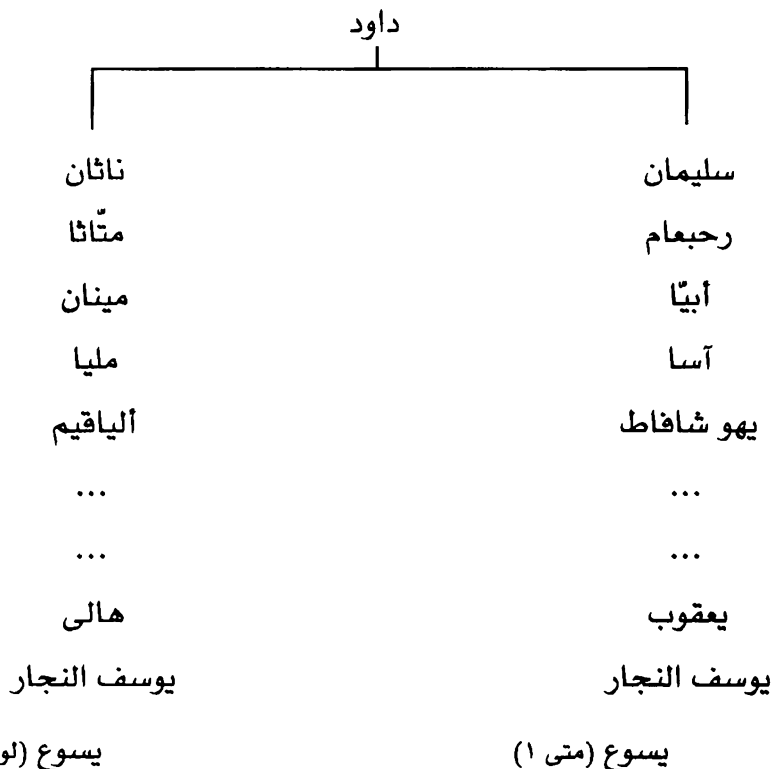 داود
سليمان ناثان
رحبعام متّاثا
أبيّا مينان
آسا مليا
يهو شافاط ألياقيم
... ...
... ...
يعقوب هالى
يوسف النجار يوسف النجار
يسوع (متى ١) يسوع